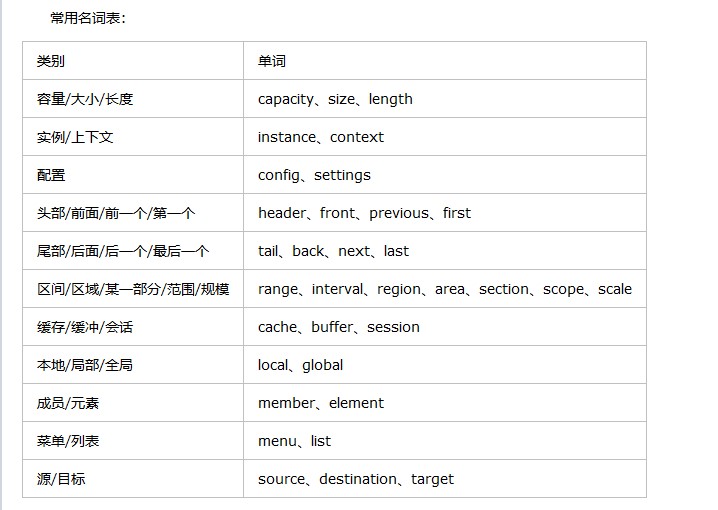 常用名词表：
类别 单词
容量/大小/长度 capacity、size、length
实例/上下文 instance、context
配置 config、settings
头部/前面/前一个/第一个 header、front、previous、first
尾部/后面/后一个/最后一个 tail、back、next、last
区间/区域/某一部分/范围/规模 range、interval、region、area、section、scope、scale
缓存/缓冲/会话 cache、buffer、session
本地/局部/全局 local、global
成员/元素 member、element
菜单/列表 menu、list
源/目标 source、destination、target